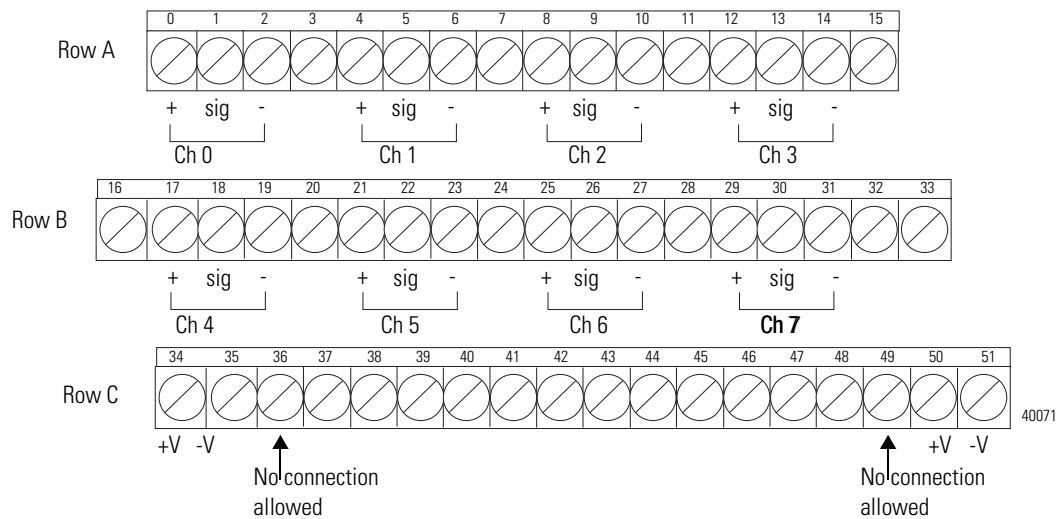 0 1 2 3 4 5 6 7 8 9 10 11 12 13 14 15
Row A
+ sig - + sig - + sig - + sig -
Ch 0 Ch 1 Ch 2 Ch 3
16 17 18 19 20 21 22 23 24 25 26 27 28 29 30 31 32 33
Row B
+ sig - + sig - + sig - + sig -
Ch 4 Ch 5 Ch 6 Ch 7
34 35 36 37 38 39 40 41 42 43 44 45 46 47 48 49 50 51
Row C
40071
+V -V +V -V
No connection No connection
allowed allowed